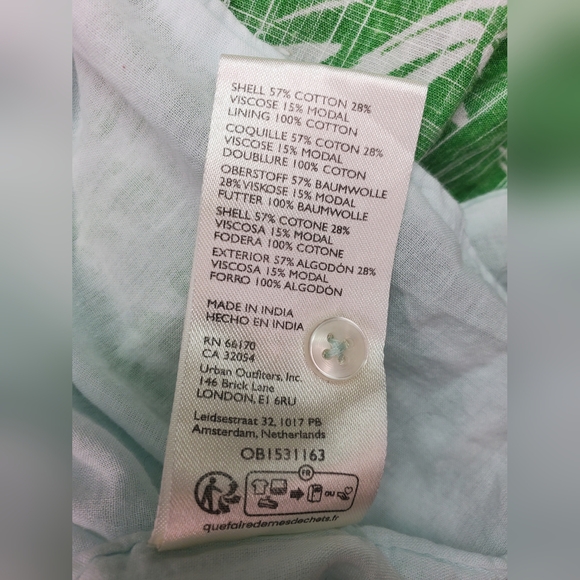 SHELL 57% COTTON 28%
VISCOSE 15% MODAL
LINING 100% COTTON
COQUILLE 57% COTON 28%
VISCOSE 15% MODAL
DOUBLURE 100% COTON
OBERSTOFF 57% BAUMWOLLE
28% VISKOSE 15% MODAL
FUTTER 100% BAUMWOLLE
SHELL 57% COTONE 28%
VISCOSA 15% MODAL
FODERA 100% COTONE
EXTERIOR 57% ALGODÓN 28%
VISCOSA 15% MODAL
FORRO 100% ALGODÓN
MADE IN INDIA
HECHO EN INDIA
RN 66170
CA 32054
Urban Outfitters, Inc.
146 Brick Lane
LONDON, E1 6RU
Leidsestraat 32, 1017 PB
Amsterdam, Netherlands
OB1531163
FR
OU
quefairedemesdechets.fr